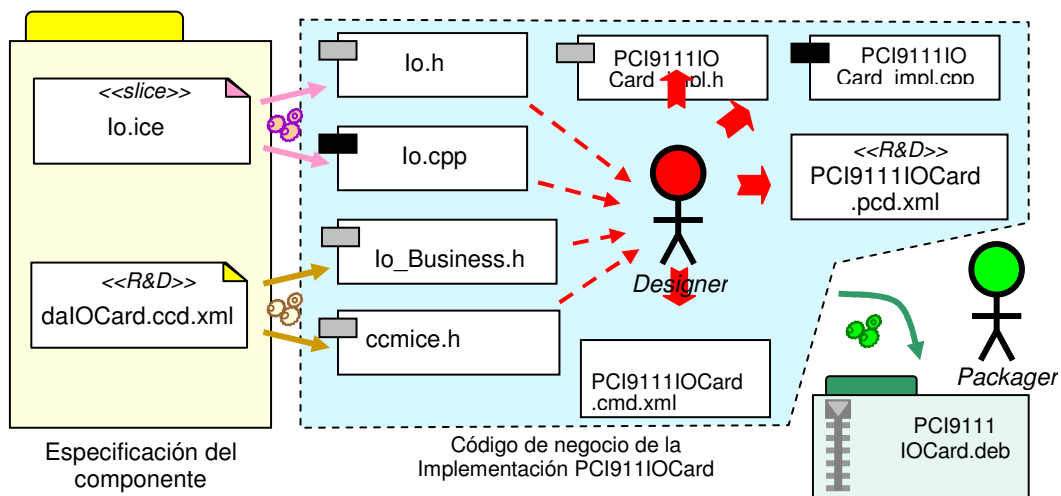 <<slice>>
Io.ice
<<R&D>>
daIOCard.ccd.xml
Especificación del
componente
Io.h
Io.cpp
Io_Business.h
ccmice.h
PCI9111IO
Card_impl.h
PCI9111IO
Card_impl.cpp
<<R&D>>
PCI9111IOCard
.pcd.xml
Designer
PCI9111IOCard
.cmd.xml
Código de negocio de la
Implementación PCI911IOCard
Packager
PCI9111
IOCard.deb